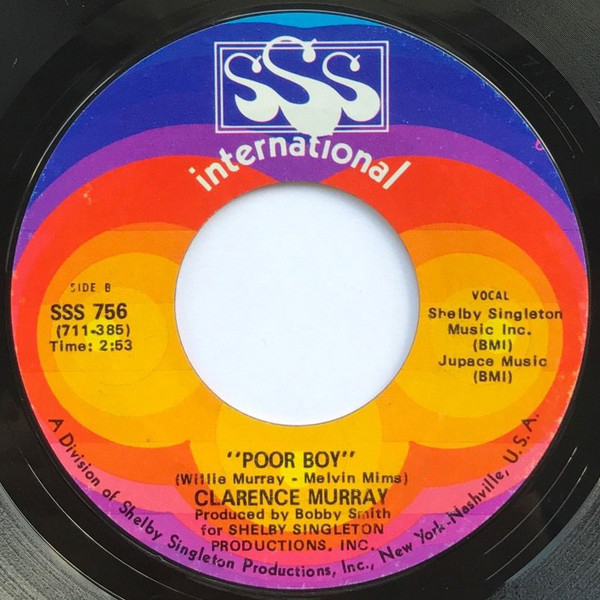 SSS
international
SIDE B
SSS 756
(711-385)
Time: 2:53
VOCAL
Shelby Singleton
Music Inc.
(BMI)
Jupace Music
(BMI)
"POOR BOY"
(Willie Murray - Melvin Mims)
CLARENCE MURRAY
Produced by Bobby Smith
for SHELBY SINGLETON
PRODUCTIONS, INC.
A Division of Shelby Singleton Productions, Inc., New York-Nashville, U.S.A.